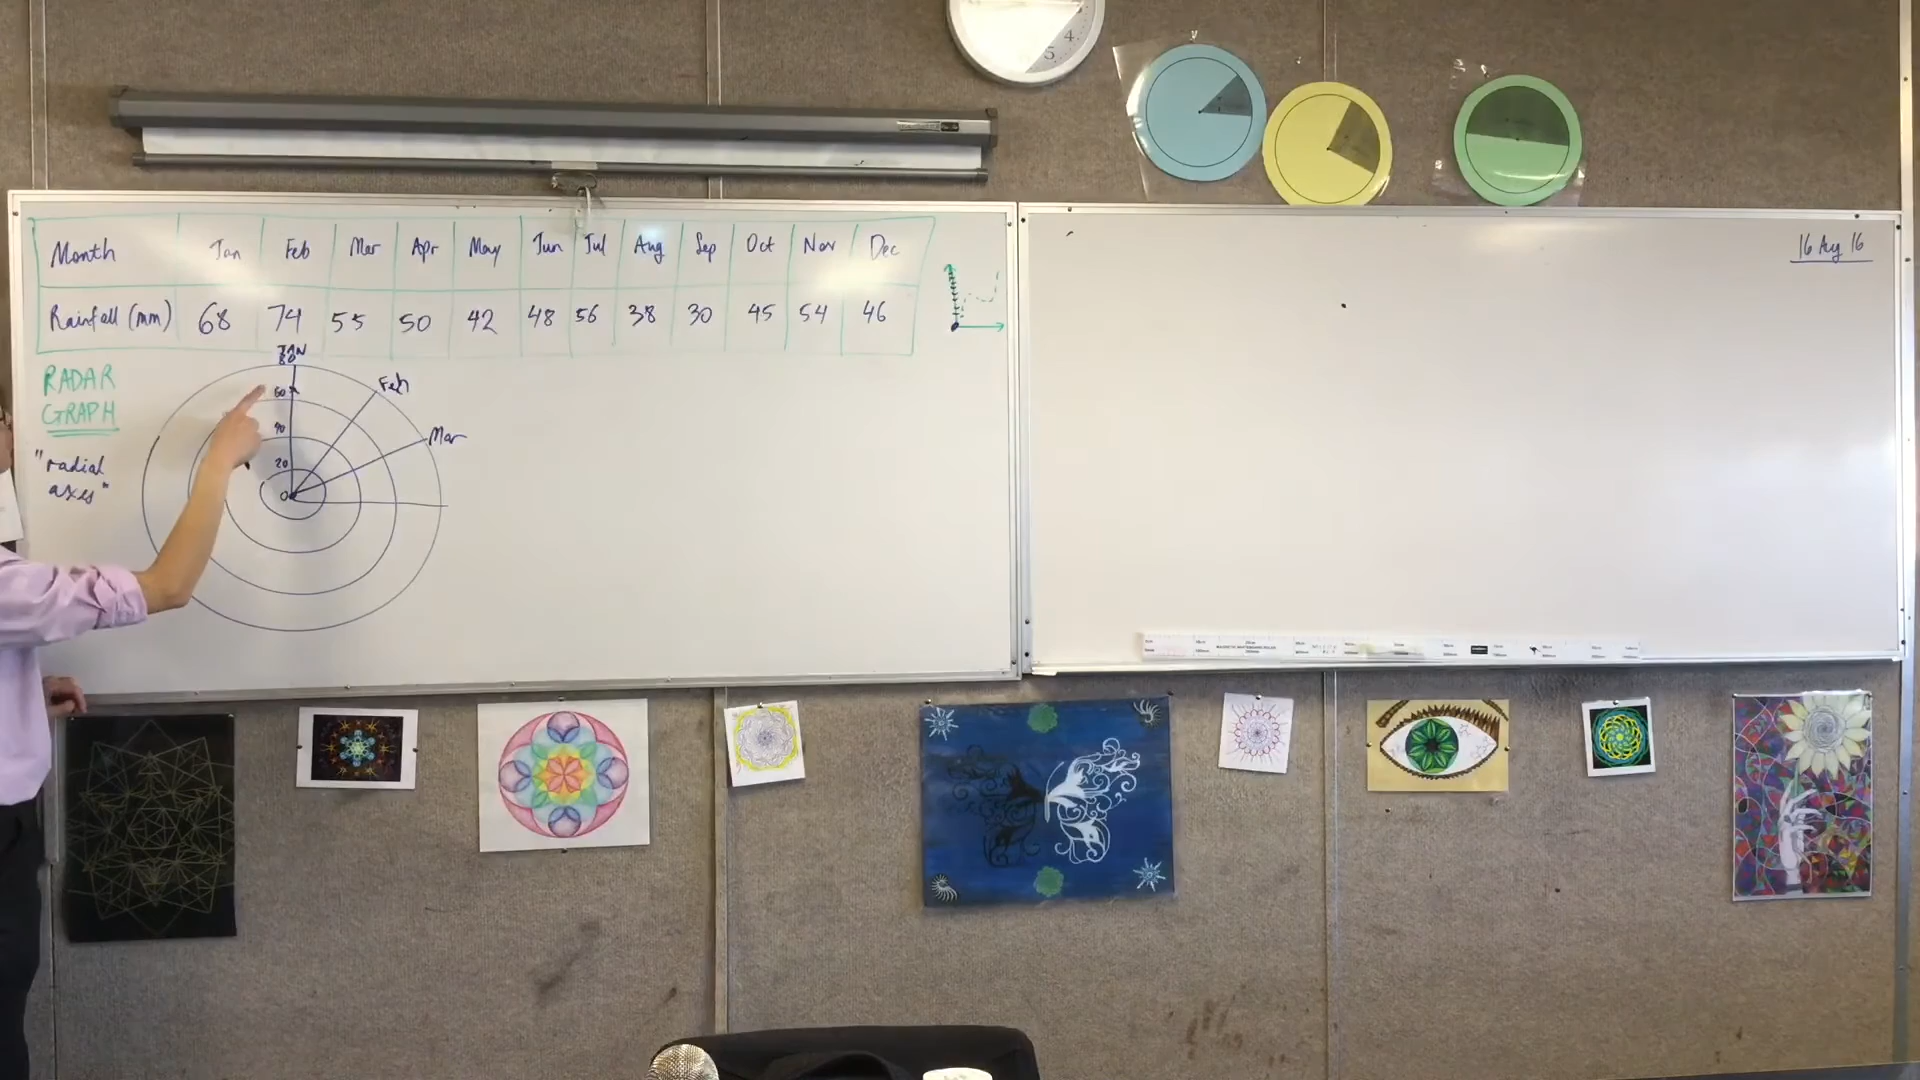 4
5
Month Jan Feb Mar Apr May Jun Jul Aug Sep Oct Nov Dec
Rainfall (mm) 68 74 55 50 42 48 56 38 30 45 54 46
16 Aug 16
RADAR
GRAPH
"radial
axes"
JAN
80
60
40
20
0
Feb
Mar